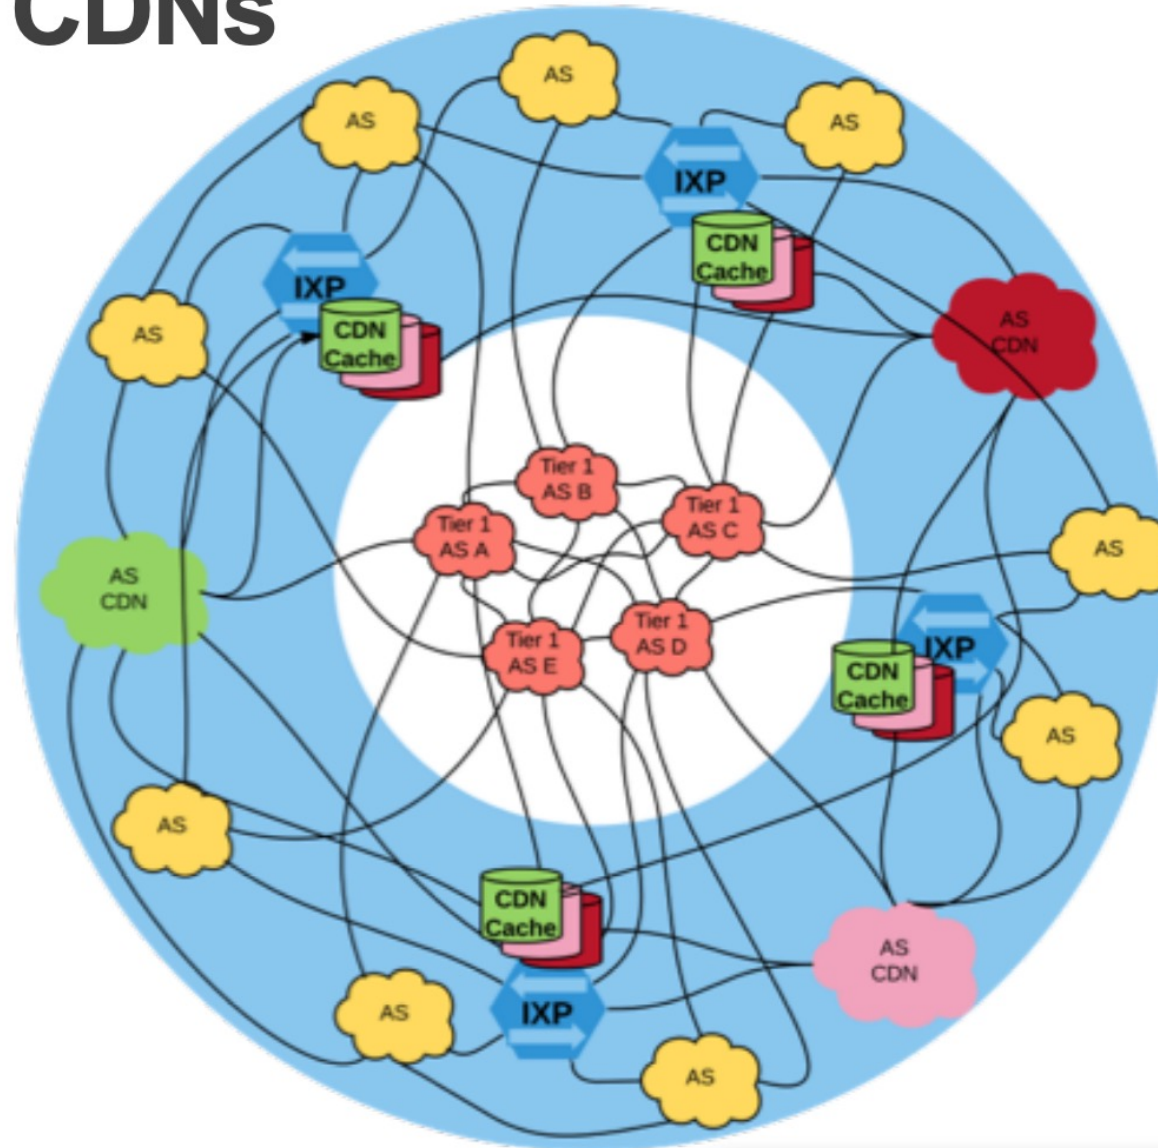 CDNs
AS
AS
AS
IXP
CDN
Cache
IXP
CDN
Cache
AS
AS
CDN
Tier 1
AS B
Tier 1
AS C
Tier 1
AS A
AS
AS
CDN
Tier 1
AS D
Tier 1
AS E
IXP
CDN
Cache
AS
AS
CDN
Cache
AS
CDN
AS
IXP
AS